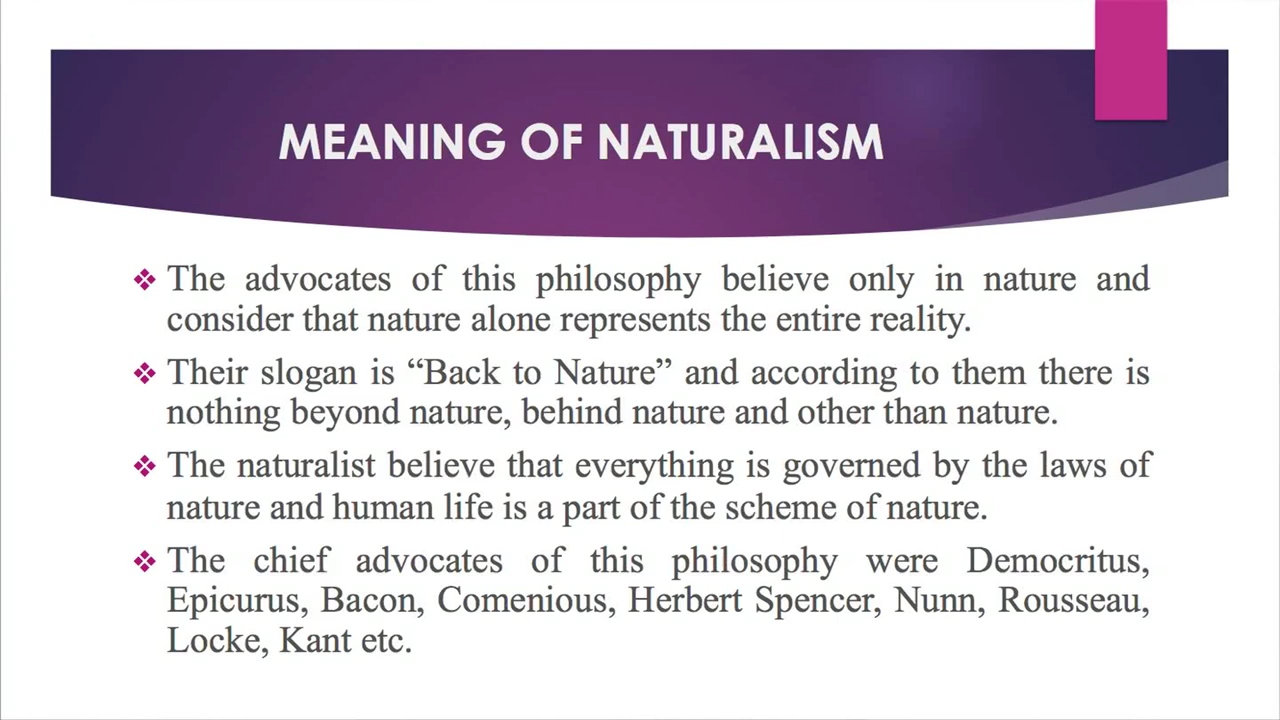 MEANING OF NATURALISM
❖ The advocates of this philosophy believe only in nature and
consider that nature alone represents the entire reality.
❖ Their slogan is “Back to Nature” and according to them there is
nothing beyond nature, behind nature and other than nature.
❖ The naturalist believe that everything is governed by the laws of
nature and human life is a part of the scheme of nature.
❖ The chief advocates of this philosophy were Democritus,
Epicurus, Bacon, Comenious, Herbert Spencer, Nunn, Rousseau,
Locke, Kant etc.